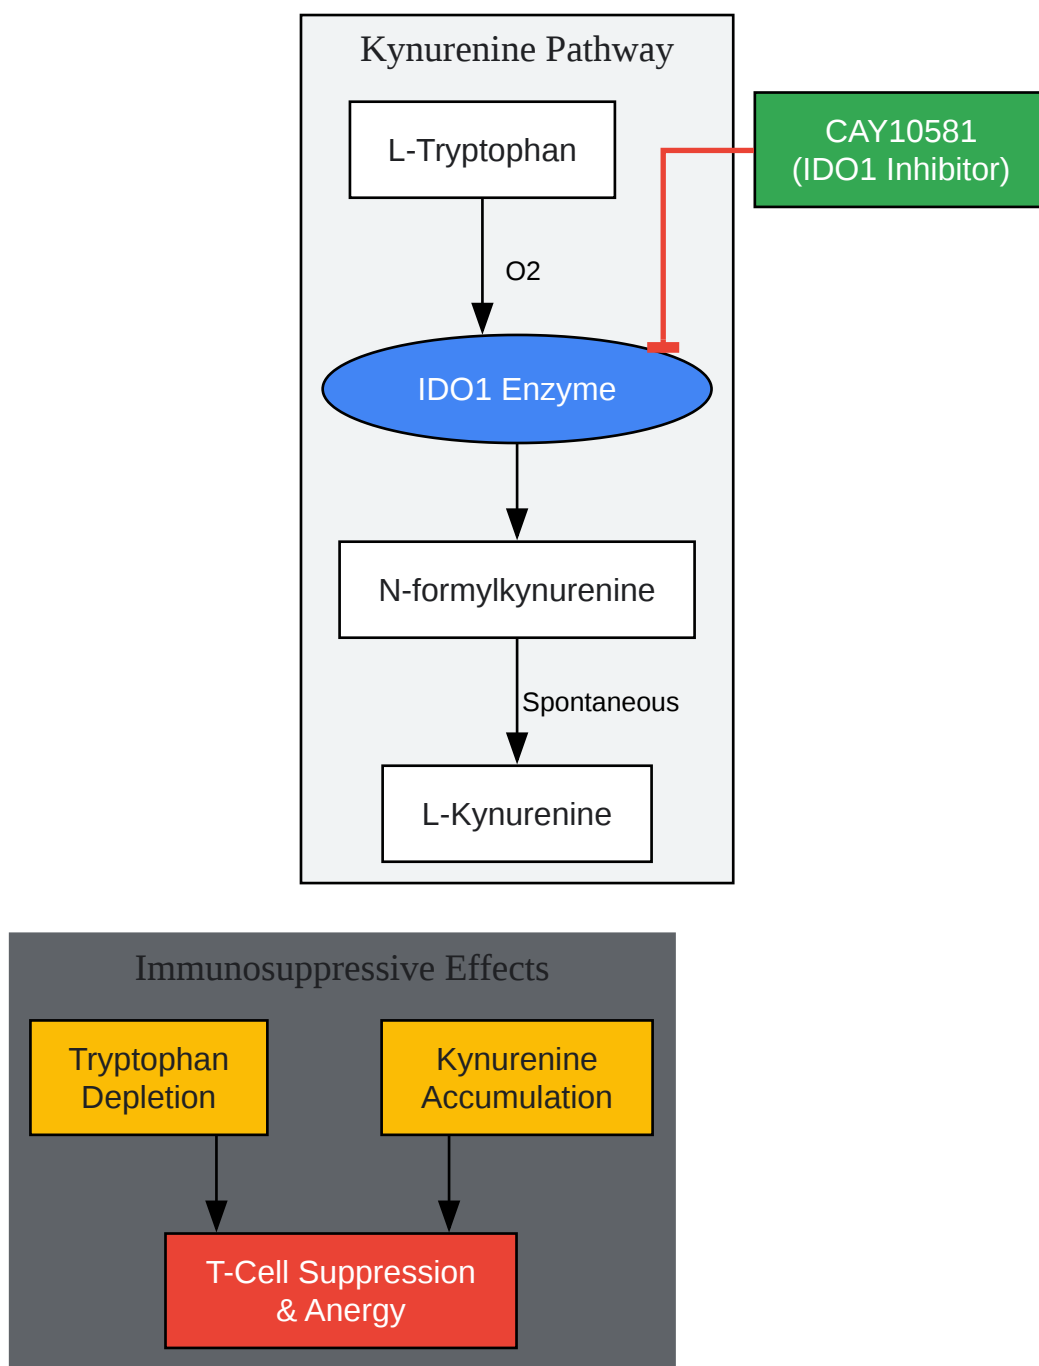 Kynurenine Pathway
L-Tryptophan
CAY10581
(IDO1 Inhibitor)
O2
IDO1 Enzyme
N-formylkynurenine
Spontaneous
L-Kynurenine
Immunosuppressive Effects
Tryptophan
Depletion
Kynurenine
Accumulation
T-Cell Suppression
& Anergy